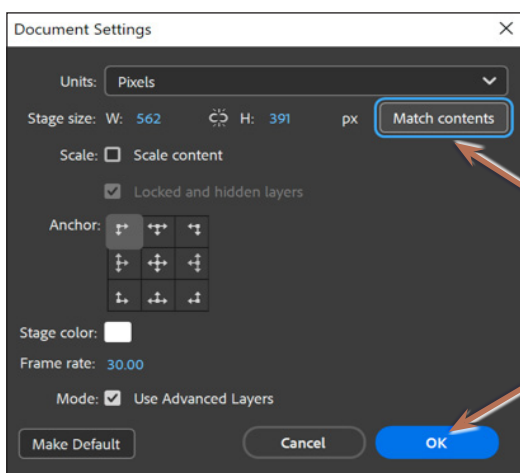 Document Settings
Units: Pixels
Stage size: W: 562 H: 391 px Match contents
Scale: Scale content
Locked and hidden layers
Anchor:
Stage color:
Frame rate: 30.00
Mode: Use Advanced Layers
Make Default Cancel OK